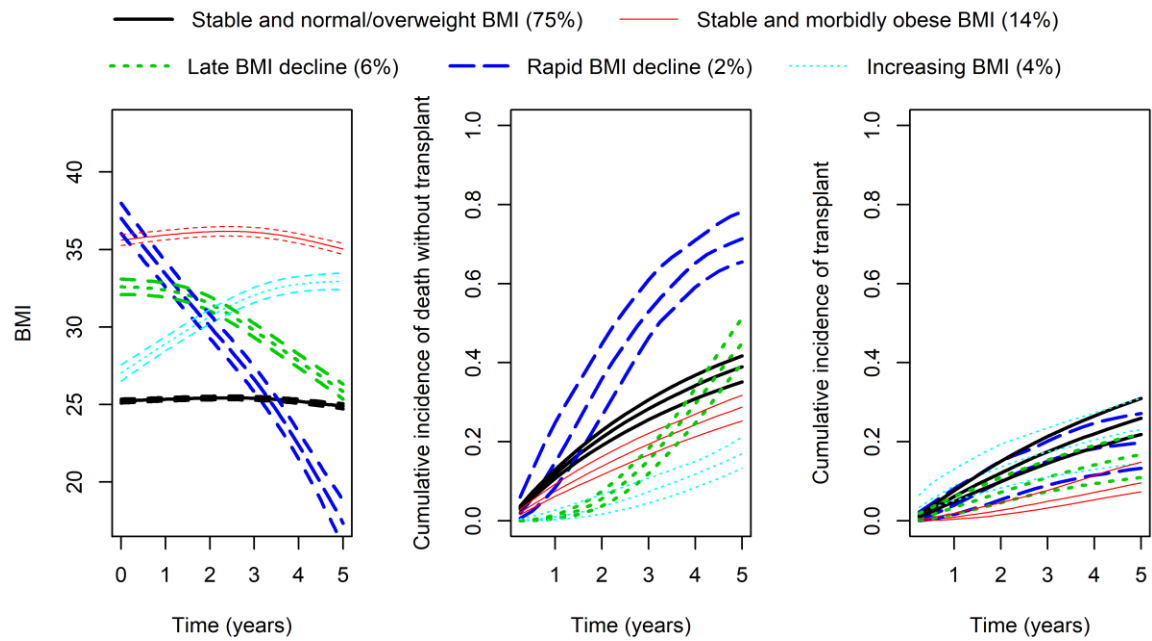 Stable and normal/overweight BMI (75%) Stable and morbidly obese BMI (14%)
Late BMI decline (6%) Rapid BMI decline (2%) Increasing BMI (4%)
BMI
40
35
30
25
20
0 1 2 3 4 5
Time (years)
Cumulative incidence of death without transplant
1.0
0.8
0.6
0.4
0.2
0.0
1 2 3 4 5
Time (years)
Cumulative incidence of transplant
1.0
0.8
0.6
0.4
0.2
0.0
1 2 3 4 5
Time (years)